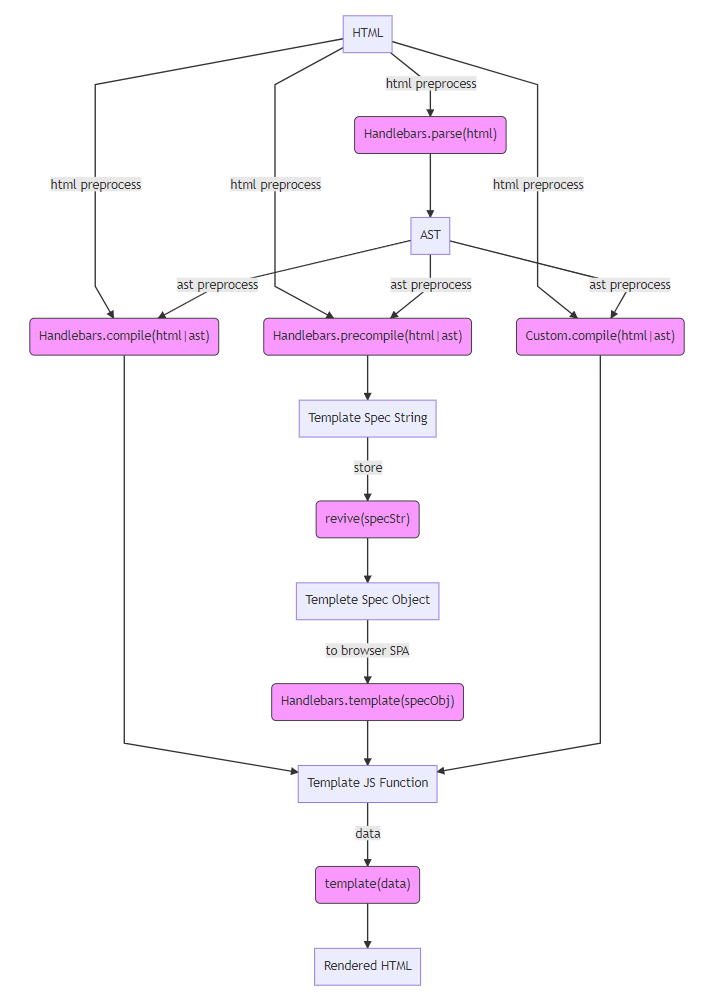 HTML
html preprocess
Handlebars.parse(html)
html preprocess
html preprocess
html preprocess
AST
ast preprocess
ast preprocess
ast preprocess
Handlebars.compile(html|ast)
Handlebars.precompile(html|ast)
Custom.compile(html|ast)
Template Spec String
store
revive(specStr)
Templete Spec Object
to browser SPA
Handlebars.template(specObj)
Template JS Function
data
template(data)
Rendered HTML